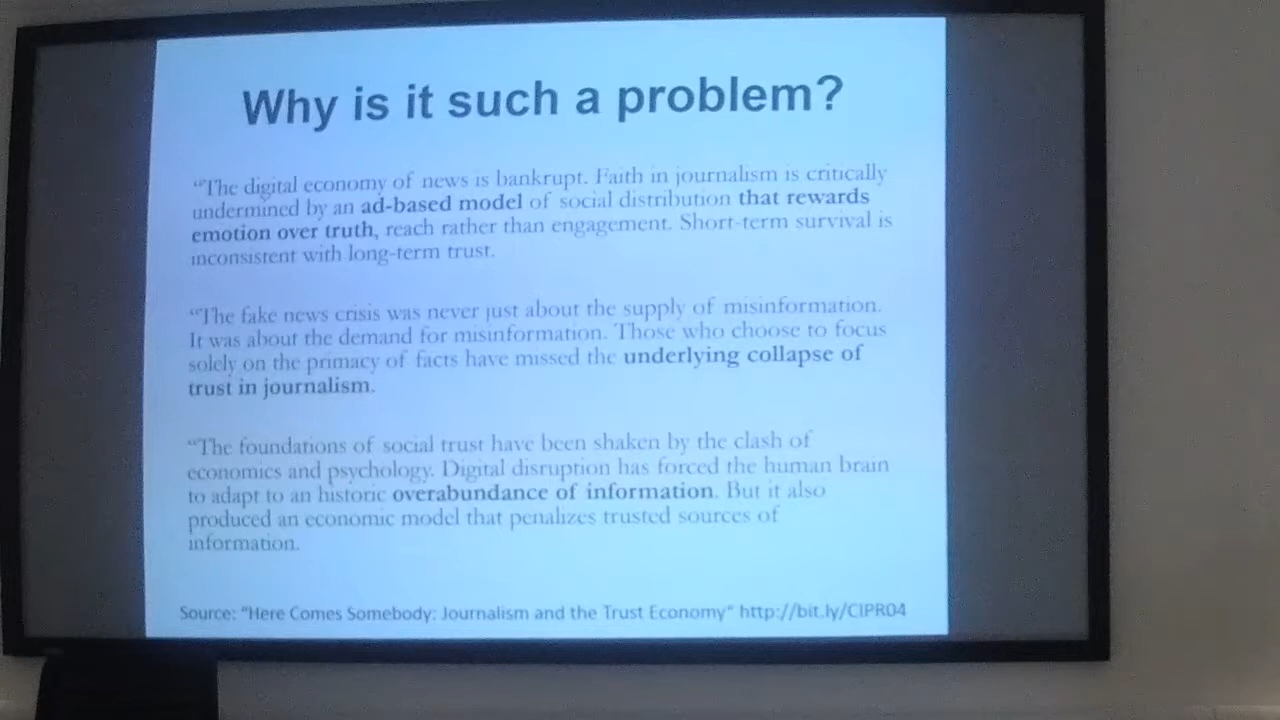 Why is it such a problem?
“The digital economy of news is bankrupt. Faith in journalism is critically
undermined by an ad-based model of social distribution that rewards
emotion over truth, reach rather than engagement. Short-term survival is
inconsistent with long-term trust.
“The fake news crisis was never just about the supply of misinformation.
It was about the demand for misinformation. Those who choose to focus
solely on the primacy of facts have missed the underlying collapse of
trust in journalism.
“The foundations of social trust have been shaken by the clash of
economics and psychology. Digital disruption has forced the human brain
to adapt to an historic overabundance of information. But it also
produced an economic model that penalizes trusted sources of
information.
Source: “Here Comes Somebody: Journalism and the Trust Economy” http://bit.ly/CIPR04